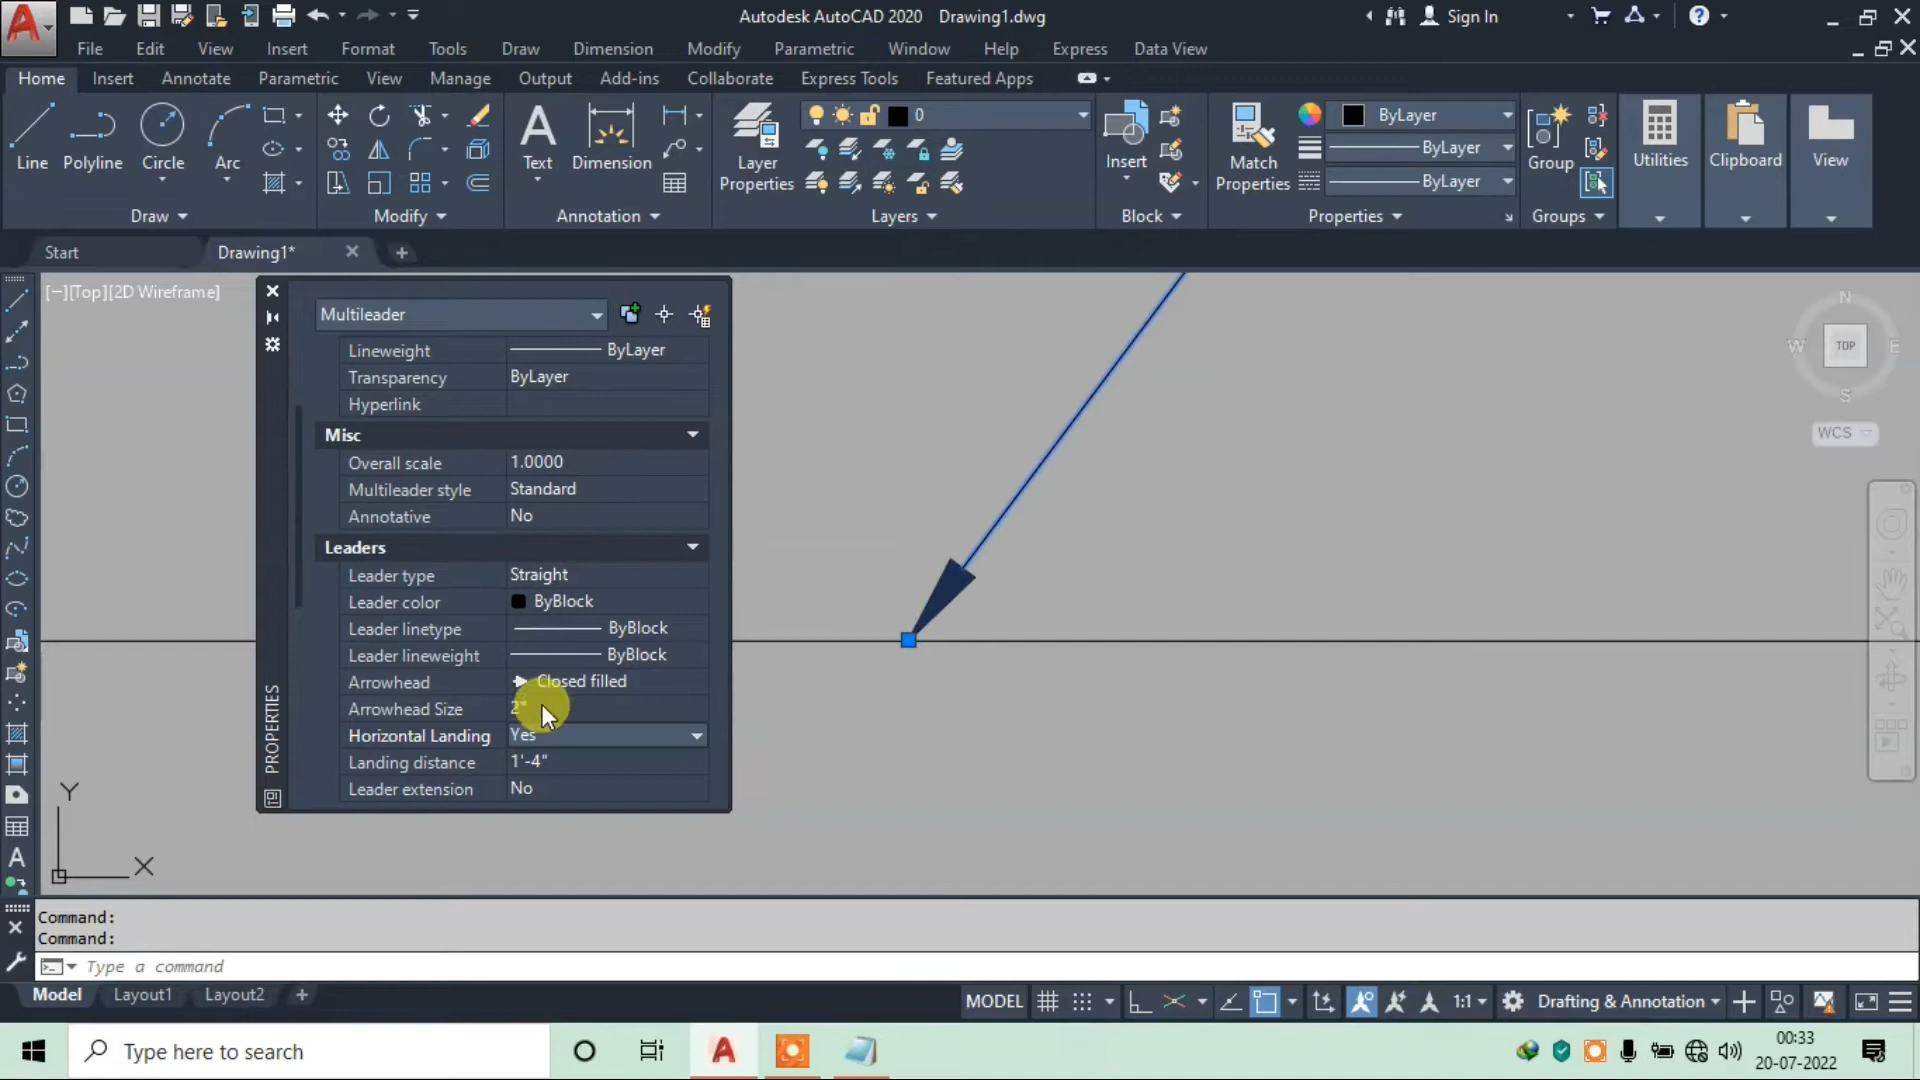 Autodesk AutoCAD 2020 Drawing1.dwg
Sign In
File Edit View Insert Format Tools Draw Dimension Modify Parametric Window Help Express Data View
Home Insert Annotate Parametric View Manage Output Add-ins Collaborate Express Tools Featured Apps
0
ByLayer
ByLayer
ByLayer
Line Polyline Circle Arc
Text Dimension
Layer Properties
Insert
Match Properties
Group
Utilities
Clipboard
View
Draw Modify Annotation Layers Block Properties Groups
Start Drawing1*
[−][Top][2D Wireframe]
Multileader
Lineweight ByLayer
Transparency ByLayer
Hyperlink
Misc
Overall scale 1.0000
Multileader style Standard
Annotative No
Leaders
Leader type Straight
Leader color ByBlock
Leader linetype ByBlock
Leader lineweight ByBlock
Arrowhead Closed filled
Arrowhead Size 2"
Horizontal Landing Yes
Landing distance 1'-4"
Leader extension No
PROPERTIES
N
W TOP E
S
WCS
Y
X
Command:
Command:
Type a command
Model Layout1 Layout2
MODEL 1:1 Drafting & Annotation
Type here to search
00:33
20-07-2022